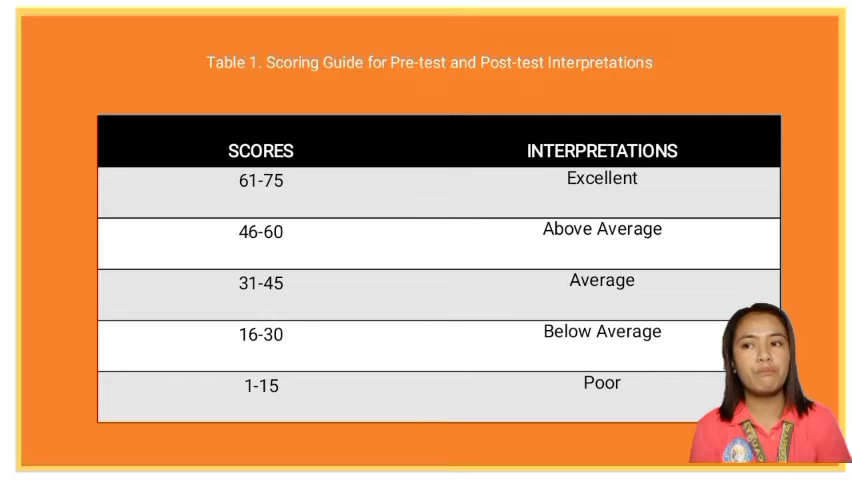 Table 1. Scoring Guide for Pre-test and Post-test Interpretations
SCORES INTERPRETATIONS
61-75 Excellent
46-60 Above Average
31-45 Average
16-30 Below Average
1-15 Poor